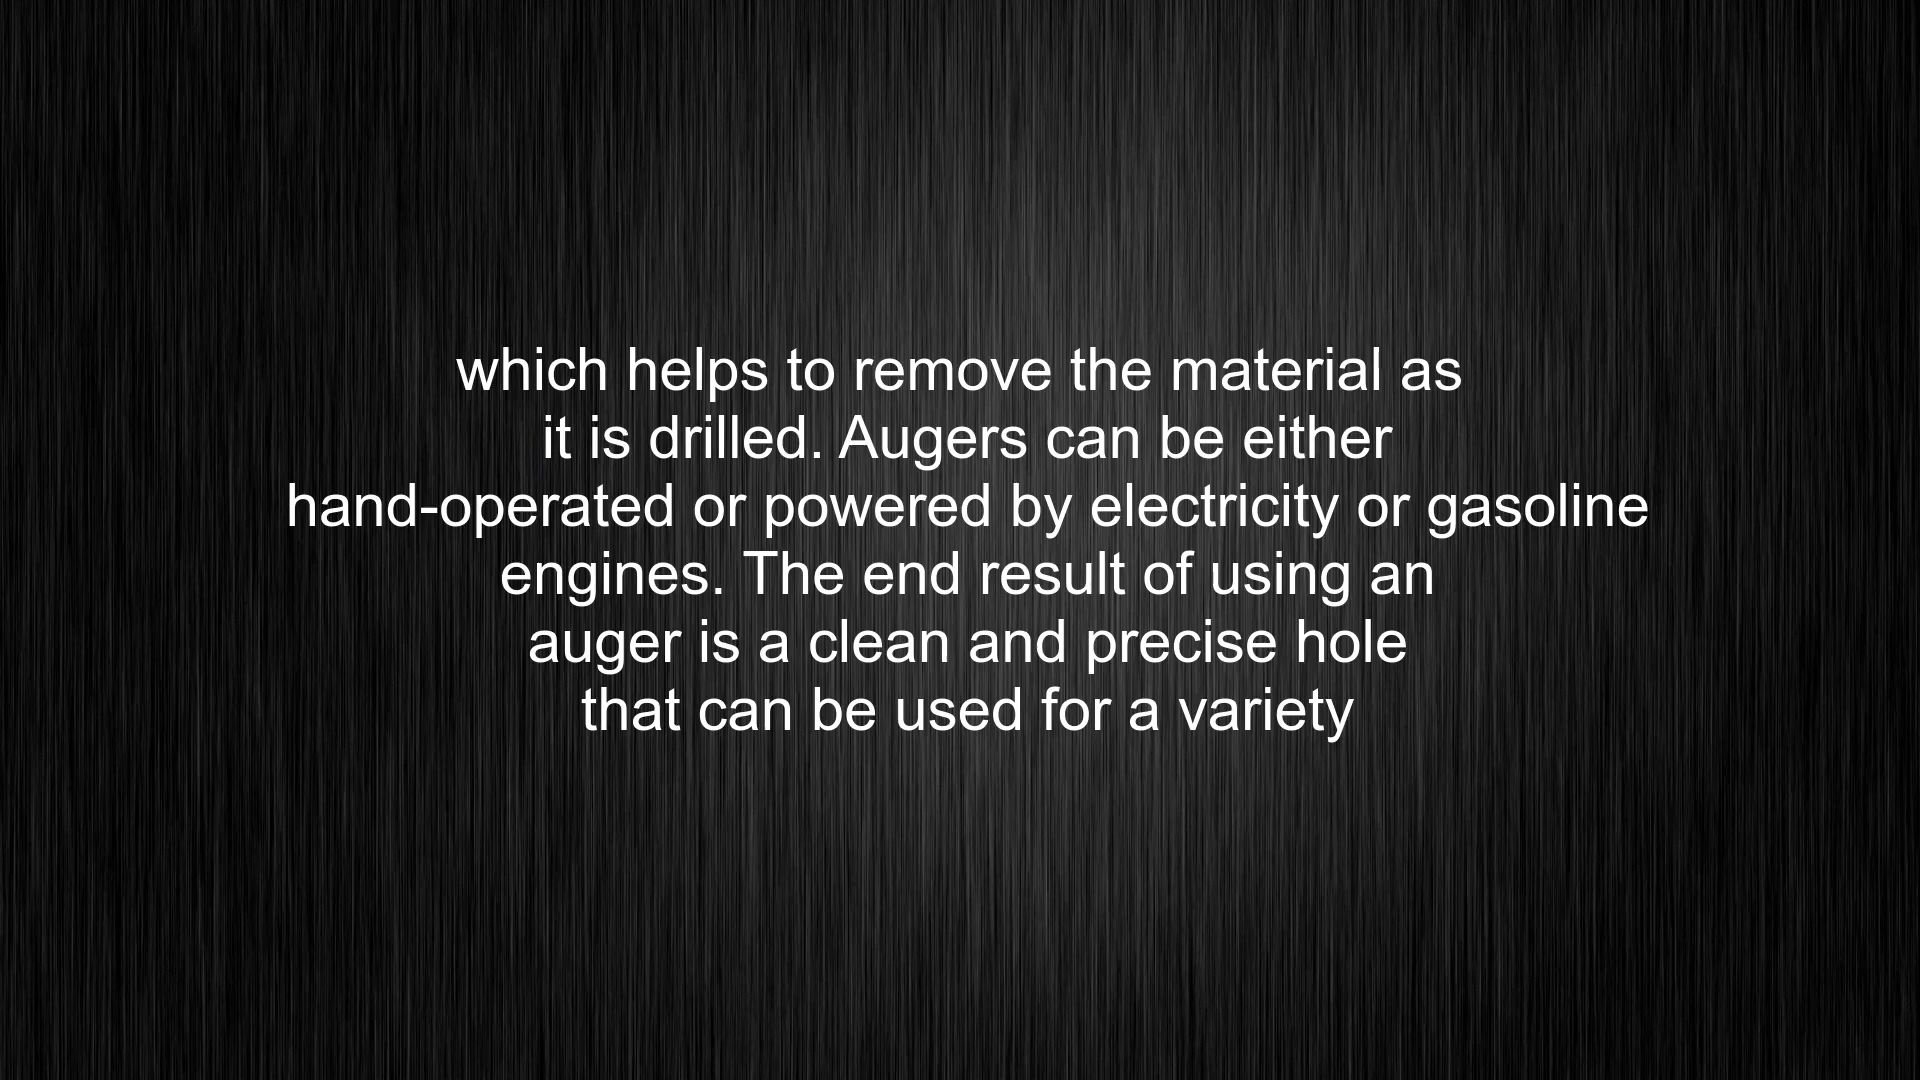 which helps to remove the material as
it is drilled. Augers can be either
hand-operated or powered by electricity or gasoline
engines. The end result of using an
auger is a clean and precise hole
that can be used for a variety